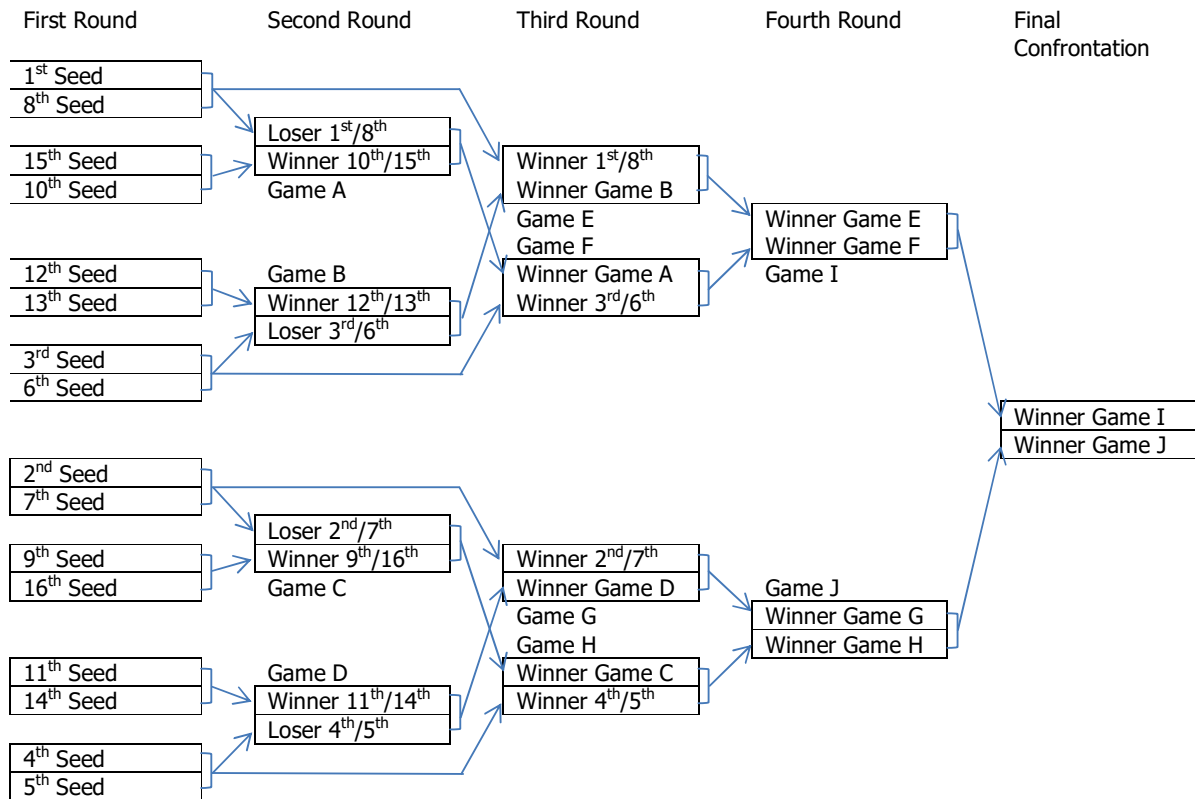 First Round
Second Round
Third Round
Fourth Round
Final
Confrontation
1st Seed
8th Seed
15th Seed
10th Seed
12th Seed
13th Seed
3rd Seed
6th Seed
2nd Seed
7th Seed
9th Seed
16th Seed
11th Seed
14th Seed
4th Seed
5th Seed
Loser 1st/8th
Winner 10th/15th
Game A
Game B
Winner 12th/13th
Loser 3rd/6th
Loser 2nd/7th
Winner 9th/16th
Game C
Game D
Winner 11th/14th
Loser 4th/5th
Winner 1st/8th
Winner Game B
Game E
Game F
Winner Game A
Winner 3rd/6th
Winner 2nd/7th
Winner Game D
Game G
Game H
Winner Game C
Winner 4th/5th
Winner Game E
Winner Game F
Game I
Game J
Winner Game G
Winner Game H
Winner Game I
Winner Game J